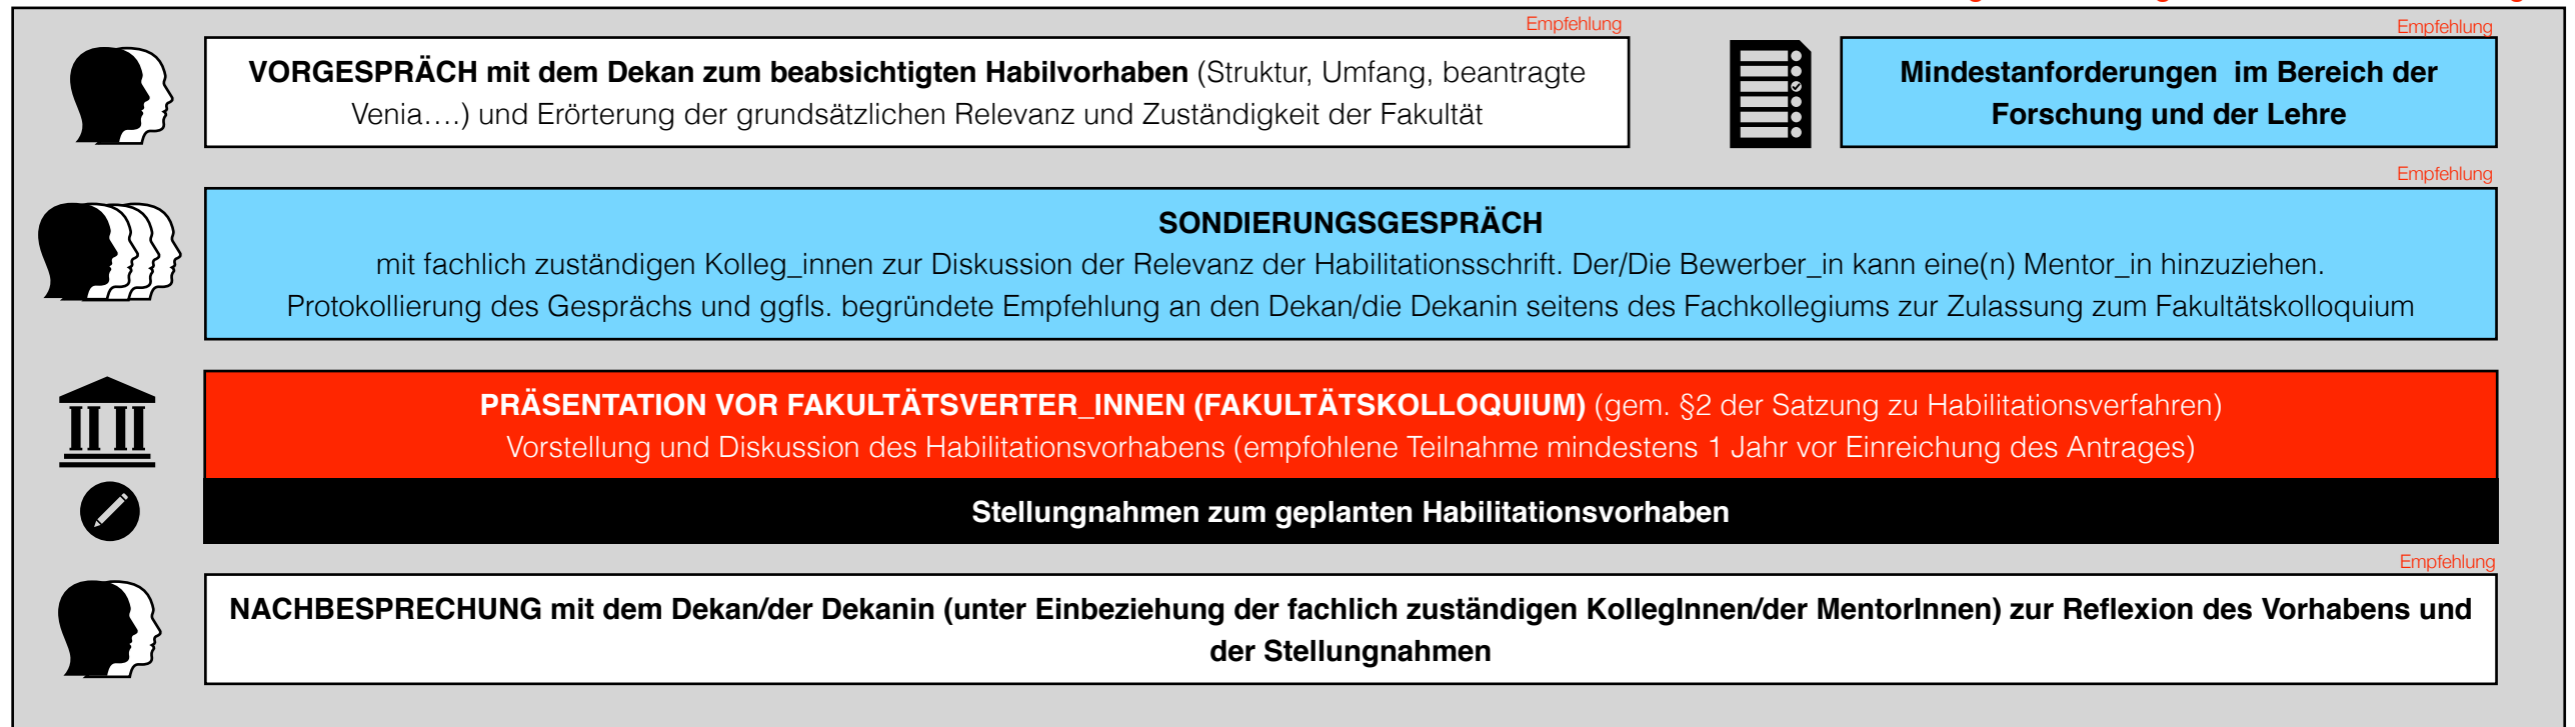 Empfehlung
Empfehlung
VORGESPRÄCH mit dem Dekan zum beabsichtigten Habilvorhaben (Struktur, Umfang, beantragte
Venia….) und Erörterung der grundsätzlichen Relevanz und Zuständigkeit der Fakultät
Mindestanforderungen im Bereich der
Forschung und der Lehre
Empfehlung
SONDIERUNGSGESPRÄCH
mit fachlich zuständigen Kolleg_innen zur Diskussion der Relevanz der Habilitationsschrift. Der/Die Bewerber_in kann eine(n) Mentor_in hinzuziehen.
Protokollierung des Gesprächs und ggfls. begründete Empfehlung an den Dekan/die Dekanin seitens des Fachkollegiums zur Zulassung zum Fakultätskolloquium
PRÄSENTATION VOR FAKULTÄTSVERTER_INNEN (FAKULTÄTSKOLLOQUIUM) (gem. §2 der Satzung zu Habilitationsverfahren)
Vorstellung und Diskussion des Habilitationsvorhabens (empfohlene Teilnahme mindestens 1 Jahr vor Einreichung des Antrages)
Stellungnahmen zum geplanten Habilitationsvorhaben
Empfehlung
NACHBESPRECHUNG mit dem Dekan/der Dekanin (unter Einbeziehung der fachlich zuständigen KollegInnen/der MentorInnen) zur Reflexion des Vorhabens und
der Stellungnahmen